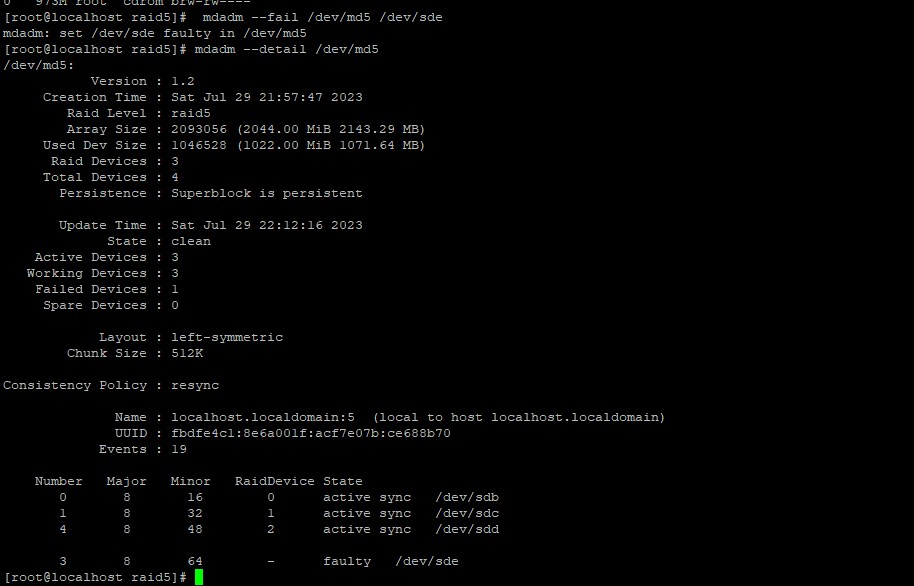 0   973M root  cdrom brw-rw----
[root@localhost raid5]#  mdadm --fail /dev/md5 /dev/sde
mdadm: set /dev/sde faulty in /dev/md5
[root@localhost raid5]# mdadm --detail /dev/md5
/dev/md5:
           Version : 1.2
     Creation Time : Sat Jul 29 21:57:47 2023
        Raid Level : raid5
        Array Size : 2093056 (2044.00 MiB 2143.29 MB)
     Used Dev Size : 1046528 (1022.00 MiB 1071.64 MB)
      Raid Devices : 3
     Total Devices : 4
       Persistence : Superblock is persistent

       Update Time : Sat Jul 29 22:12:16 2023
             State : clean
    Active Devices : 3
   Working Devices : 3
    Failed Devices : 1
     Spare Devices : 0

            Layout : left-symmetric
        Chunk Size : 512K

Consistency Policy : resync

              Name : localhost.localdomain:5  (local to host localhost.localdomain)
              UUID : fbdfe4c1:8e6a001f:acf7e07b:ce688b70
            Events : 19

    Number   Major   Minor   RaidDevice State
       0       8       16        0      active sync   /dev/sdb
       1       8       32        1      active sync   /dev/sdc
       4       8       48        2      active sync   /dev/sdd

       3       8       64        -      faulty   /dev/sde
[root@localhost raid5]#